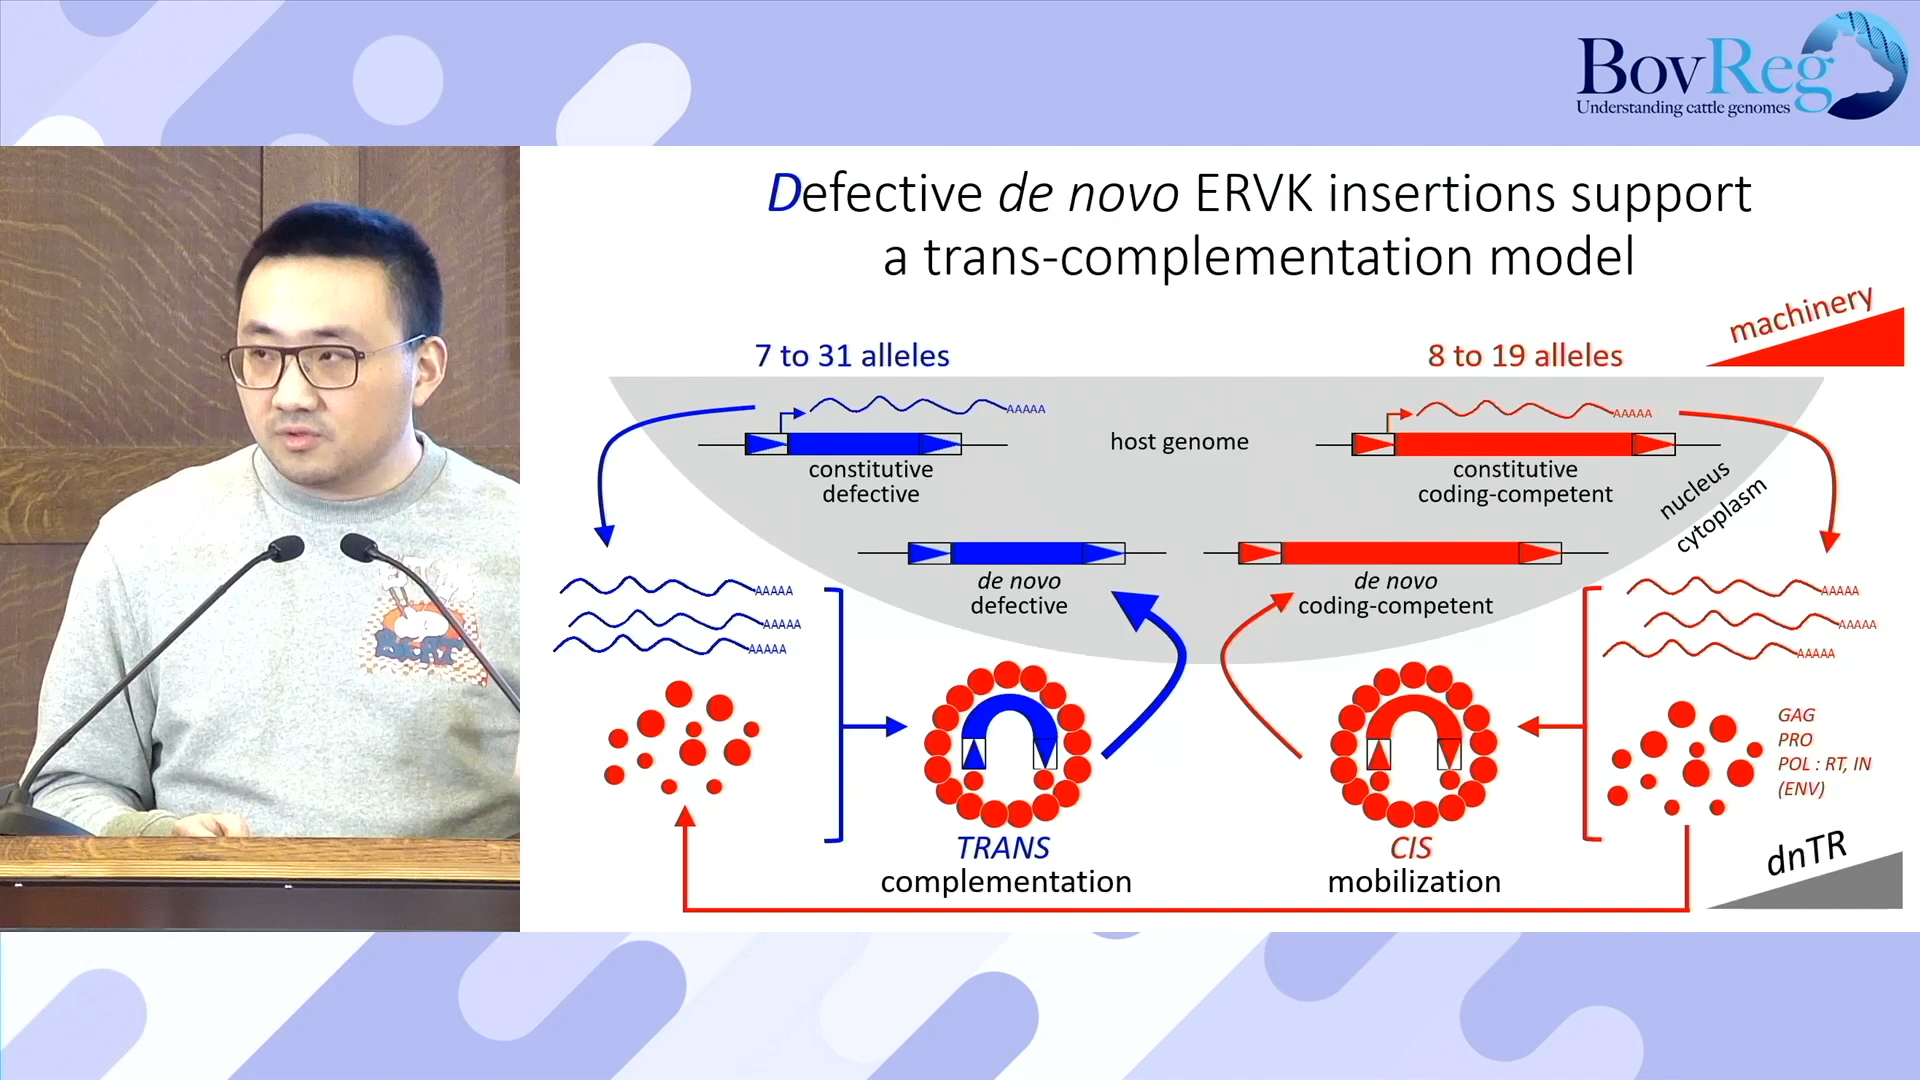 BovReg
Understanding cattle genomes
Defective de novo ERVK insertions support
a trans-complementation model
machinery
7 to 31 alleles
8 to 19 alleles
AAAAA
AAAAA
host genome
constitutive
defective
constitutive
coding-competent
nucleus
cytoplasm
de novo
defective
de novo
coding-competent
AAAAA
AAAAA
AAAAA
AAAAA
AAAAA
AAAAA
GAG
PRO
POL : RT, IN
(ENV)
TRANS
complementation
CIS
mobilization
dnTR